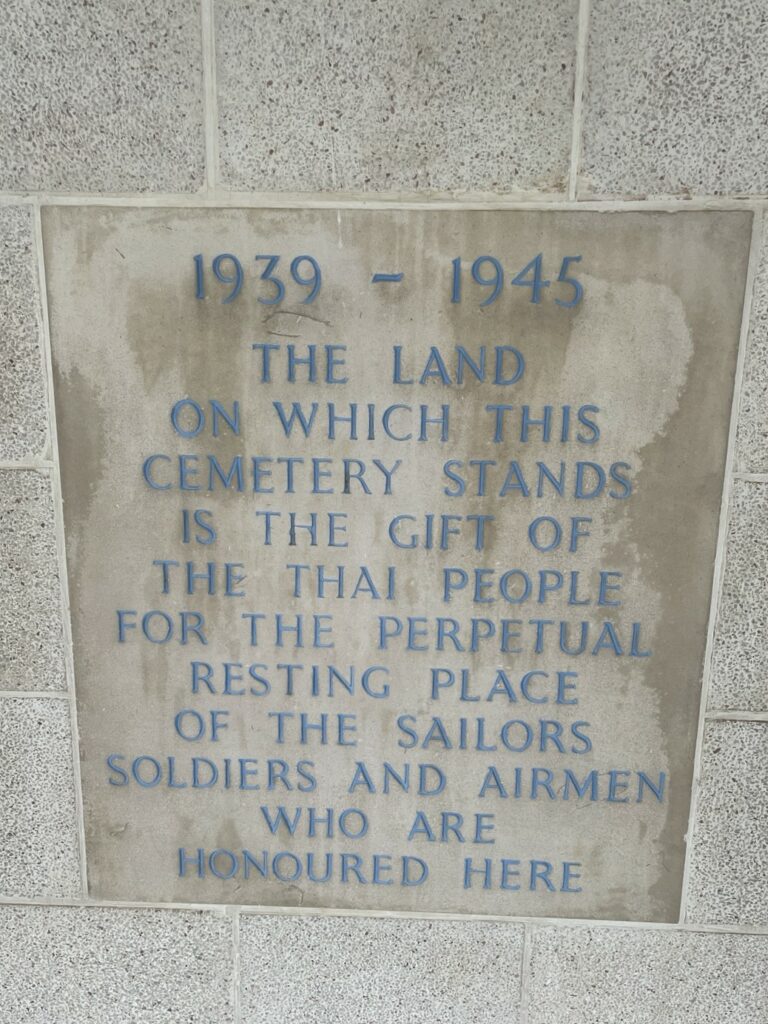 1939 - 1945
THE LAND
ON WHICH THIS
CEMETERY STANDS
IS THE GIFT OF
THE THAI PEOPLE
FOR THE PERPETUAL
RESTING PLACE
OF THE SAILORS
SOLDIERS AND AIRMEN
WHO ARE
HONOURED HERE